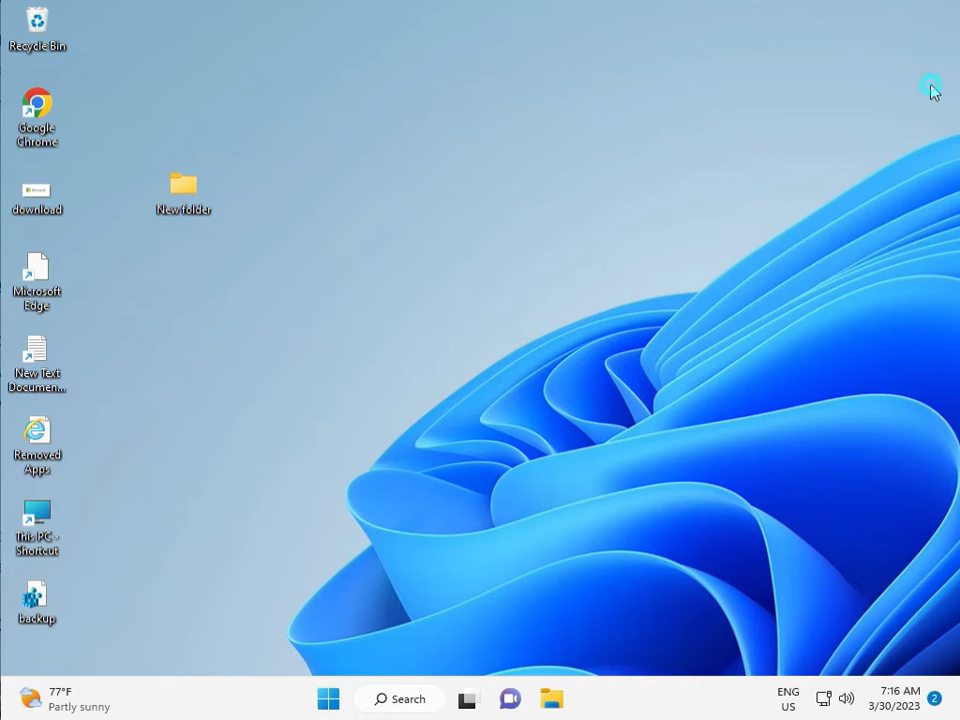 Recycle Bin
Google
Chrome
download
New folder
Microsoft
Edge
New Text
Documen...
Removed
Apps
This PC -
Shortcut
backup
77°F
Partly sunny
Search
ENG
US
7:16 AM
3/30/2023
2